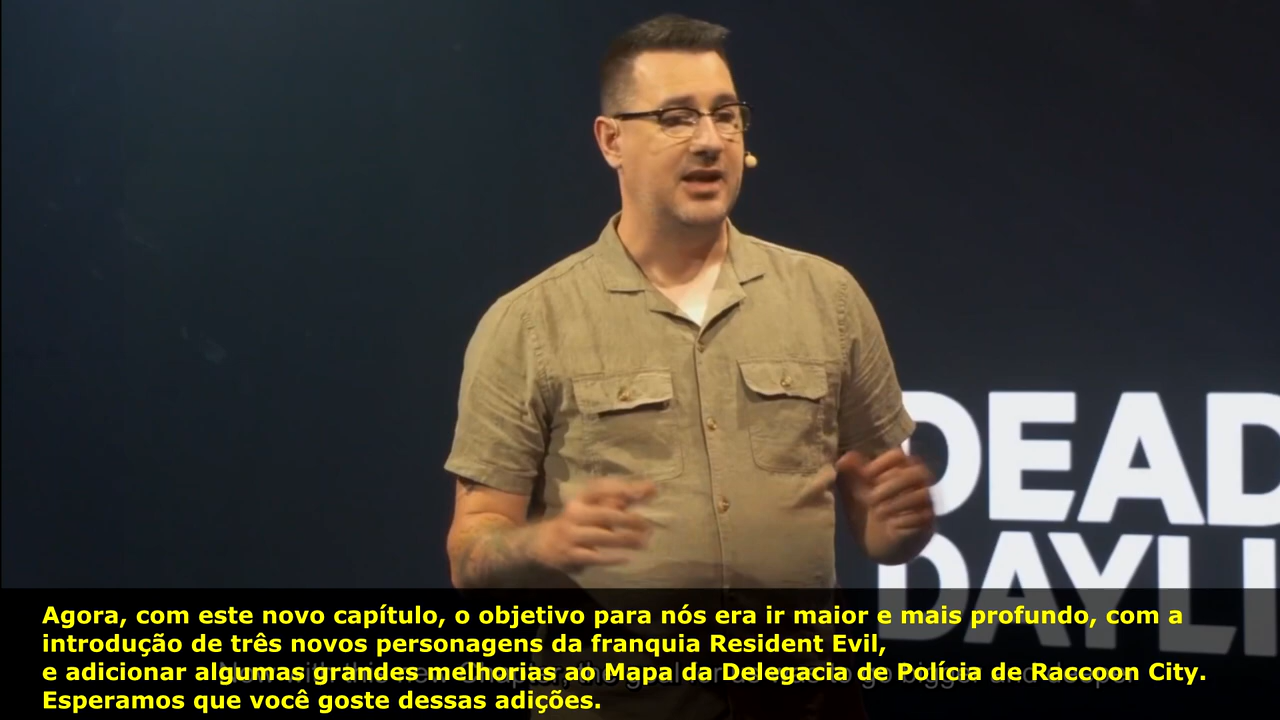 DEAD
DAYLI
Agora, com este novo capítulo, o objetivo para nós era ir maior e mais profundo, com a
introdução de três novos personagens da franquia Resident Evil,
e adicionar algumas grandes melhorias ao Mapa da Delegacia de Polícia de Raccoon City.
Esperamos que você goste dessas adições.